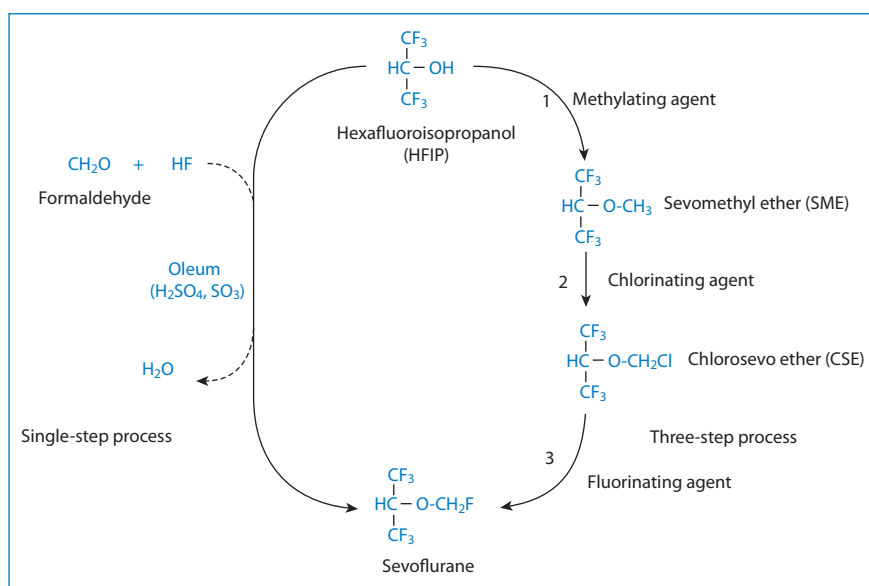 CF₃
HC – OH
CF₃
Hexafluoroisopropanol
(HFIP)
1
Methylating agent
CH₂O + HF
Formaldehyde
CF₃
HC – O-CH₃
CF₃
Sevomethyl ether (SME)
Oleum
(H₂SO₄, SO₃)
2
Chlorinating agent
H₂O
CF₃
HC – O-CH₂Cl
CF₃
Chlorosevo ether (CSE)
Single-step process
Three-step process
3
Fluorinating agent
CF₃
HC – O-CH₂F
CF₃
Sevoflurane